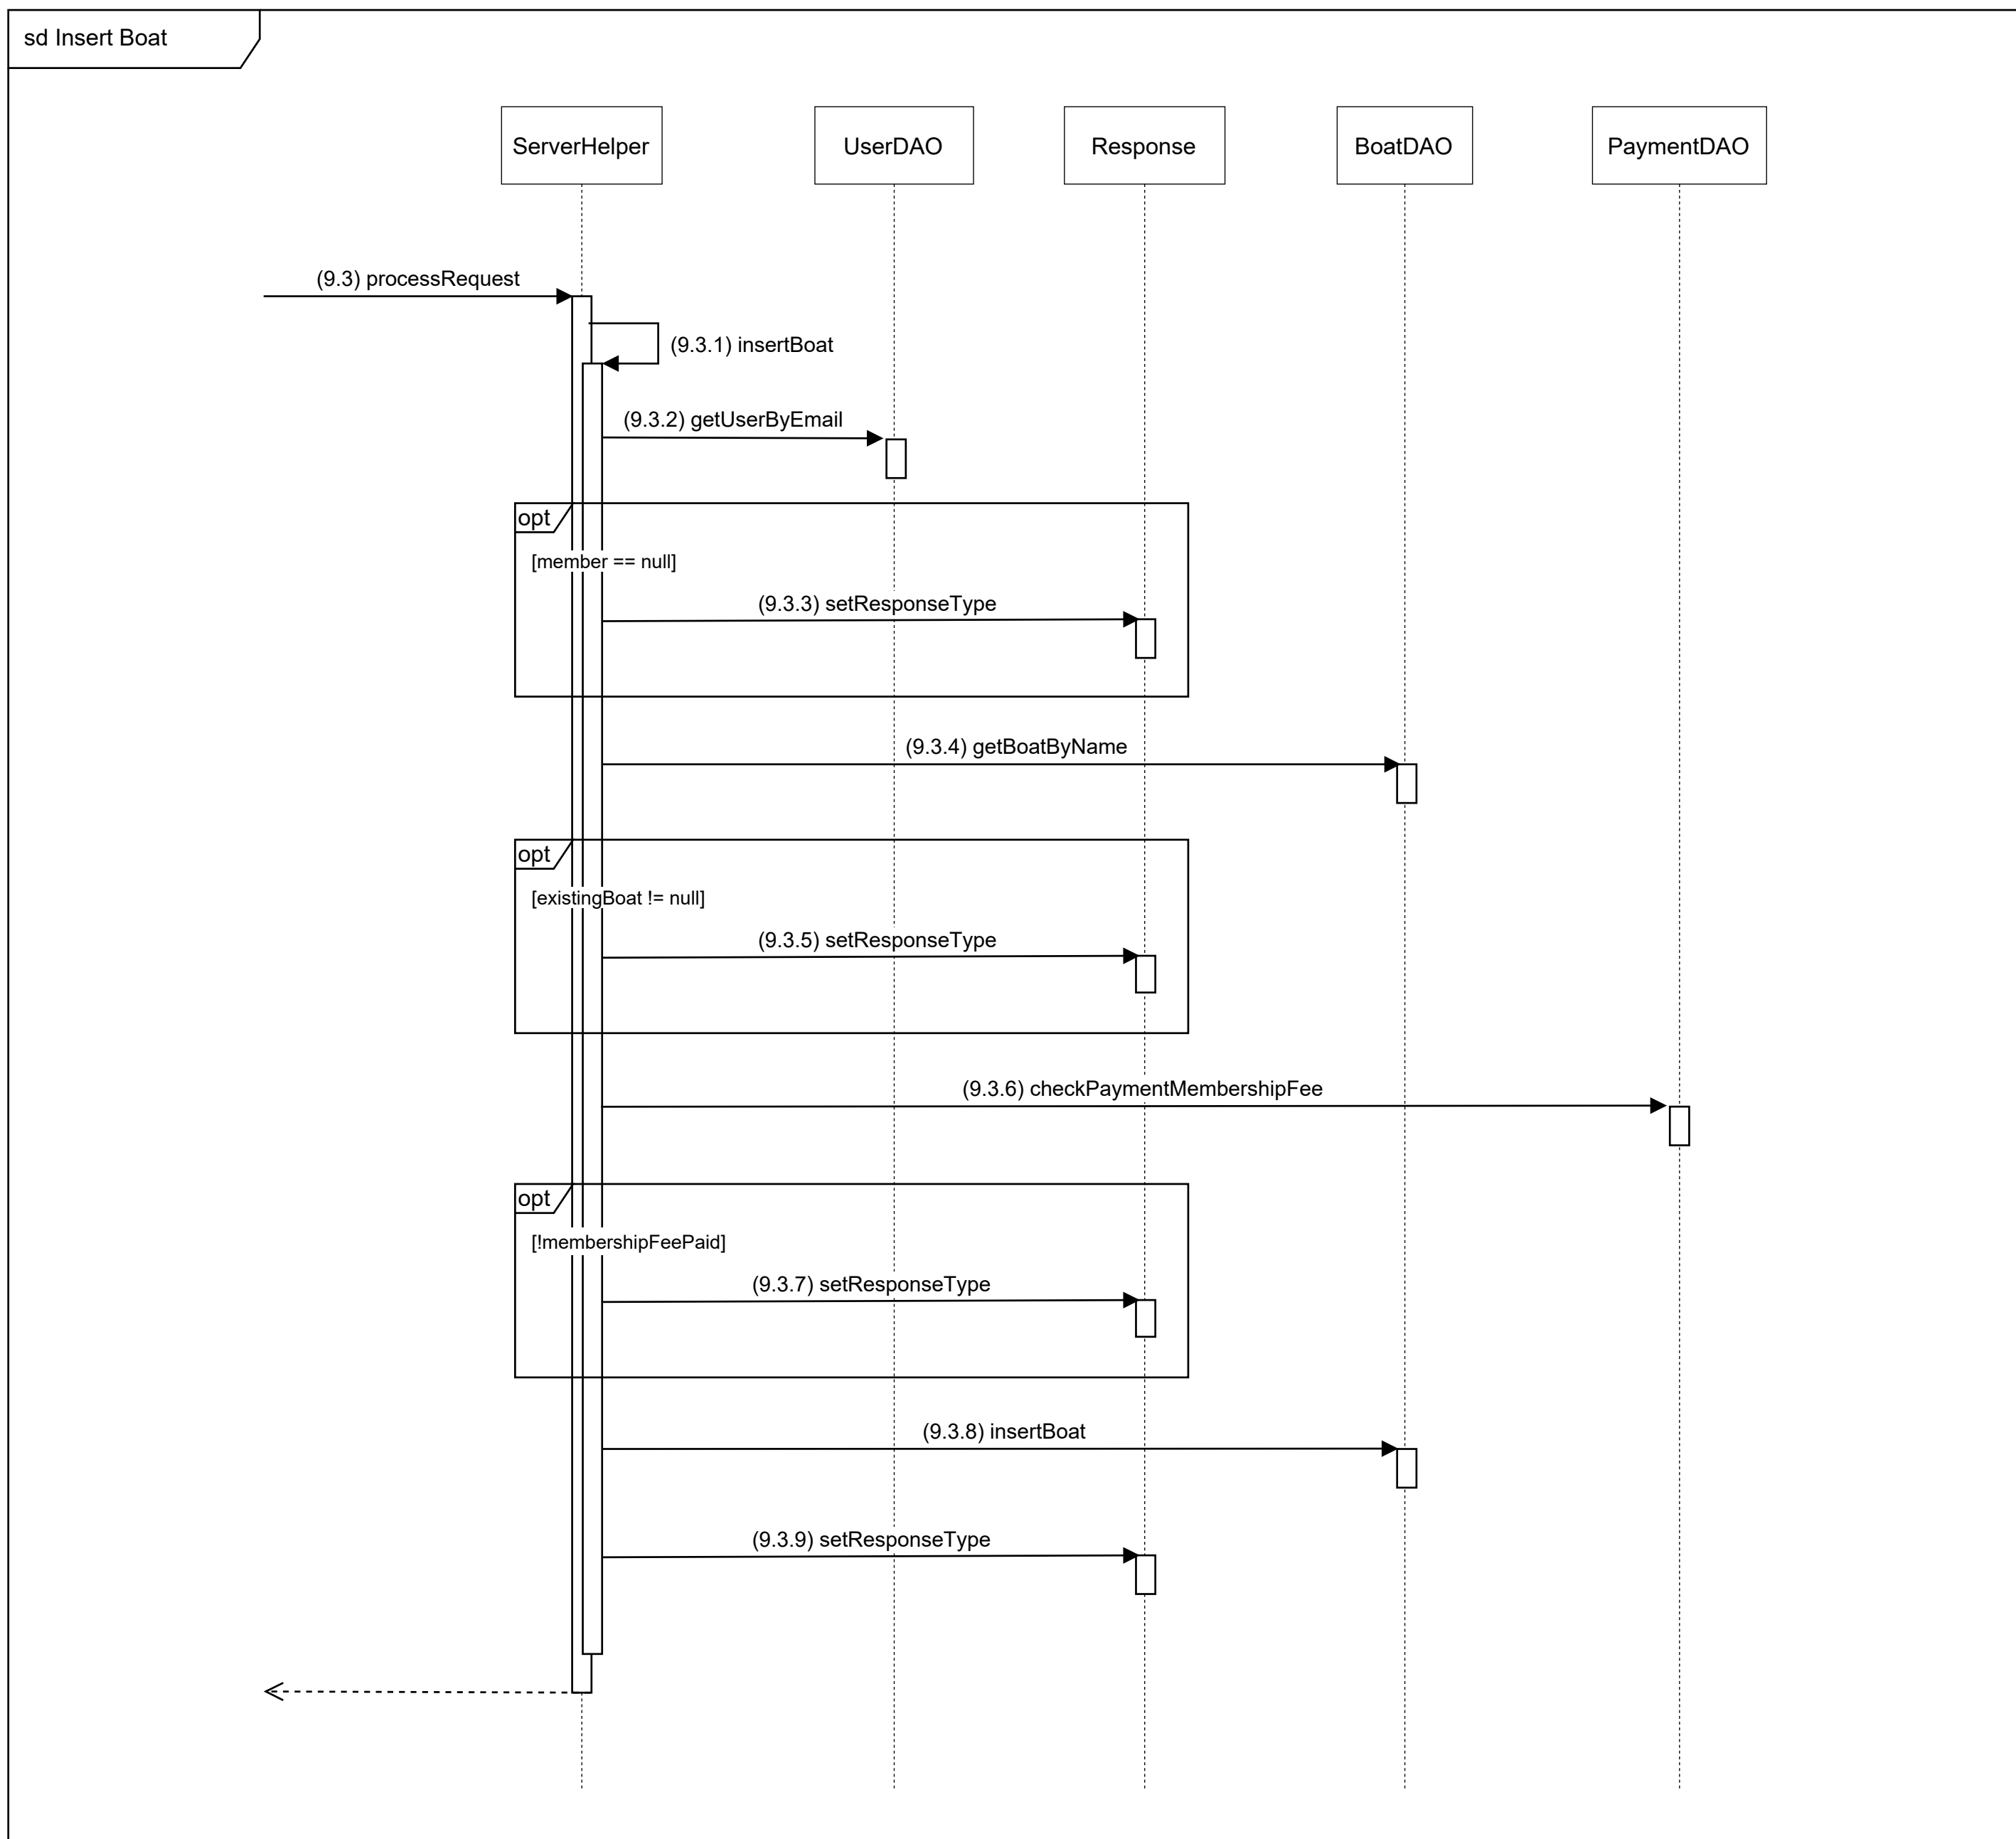 sd Insert Boat
ServerHelper
UserDAO
Response
BoatDAO
PaymentDAO
(9.3) processRequest
(9.3.1) insertBoat
(9.3.2) getUserByEmail
opt
[member == null]
(9.3.3) setResponseType
(9.3.4) getBoatByName
opt
[existingBoat != null]
(9.3.5) setResponseType
(9.3.6) checkPaymentMembershipFee
opt
[!membershipFeePaid]
(9.3.7) setResponseType
(9.3.8) insertBoat
(9.3.9) setResponseType